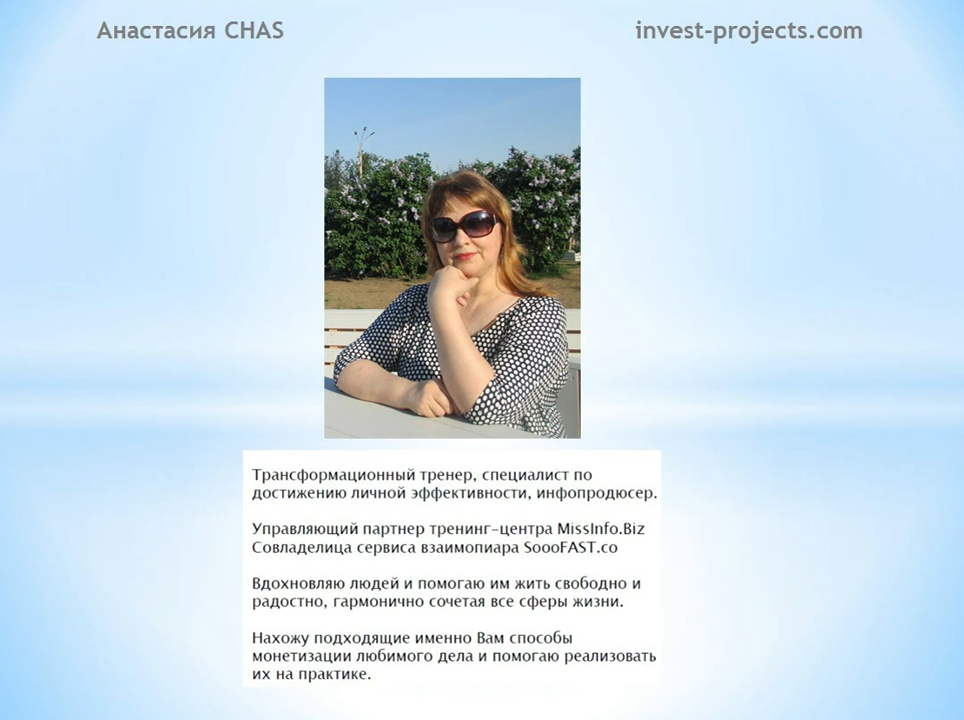 Анастасия CHAS
invest-projects.com
Трансформационный тренер, специалист по
достижению личной эффективности, инфопродюсер.
Управляющий партнер тренинг-центра MissInfo.Biz
Совладелица сервиса взаимопиара SoooFAST.co
Вдохновляю людей и помогаю им жить свободно и
радостно, гармонично сочетая все сферы жизни.
Нахожу подходящие именно Вам способы
монетизации любимого дела и помогаю реализовать
их на практике.